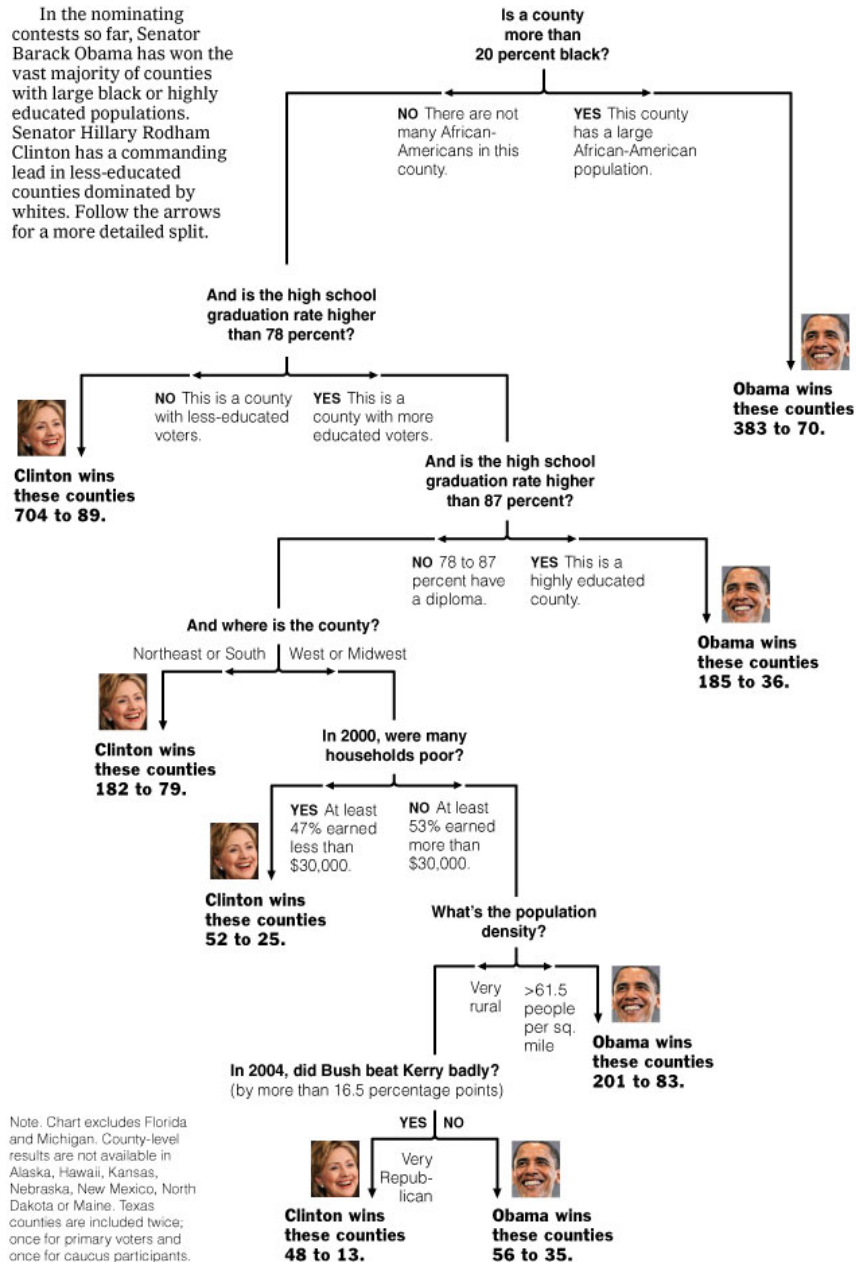 In the nominating
contests so far, Senator
Barack Obama has won the
vast majority of counties
with large black or highly
educated populations.
Senator Hillary Rodham
Clinton has a commanding
lead in less-educated
counties dominated by
whites. Follow the arrows
for a more detailed split.
Is a county
more than
20 percent black?
NO There are not
many African-
Americans in this
county.
YES This county
has a large
African-American
population.
Obama wins
these counties
383 to 70.
And is the high school
graduation rate higher
than 78 percent?
NO This is a county
with less-educated
voters.
YES This is a
county with more
educated voters.
Clinton wins
these counties
704 to 89.
And is the high school
graduation rate higher
than 87 percent?
NO 78 to 87
percent have
a diploma.
YES This is a
highly educated
county.
Obama wins
these counties
185 to 36.
And where is the county?
Northeast or South
West or Midwest
Clinton wins
these counties
182 to 79.
In 2000, were many
households poor?
YES At least
47% earned
less than
$30,000.
NO At least
53% earned
more than
$30,000.
Clinton wins
these counties
52 to 25.
What's the population
density?
Very
rural
>61.5
people
per sq.
mile
Obama wins
these counties
201 to 83.
In 2004, did Bush beat Kerry badly?
(by more than 16.5 percentage points)
YES
NO
Very
Repub-
lican
Clinton wins
these counties
48 to 13.
Obama wins
these counties
56 to 35.
Note. Chart excludes Florida
and Michigan. County-level
results are not available in
Alaska, Hawaii, Kansas,
Nebraska, New Mexico, North
Dakota or Maine. Texas
counties are included twice;
once for primary voters and
once for caucus participants.